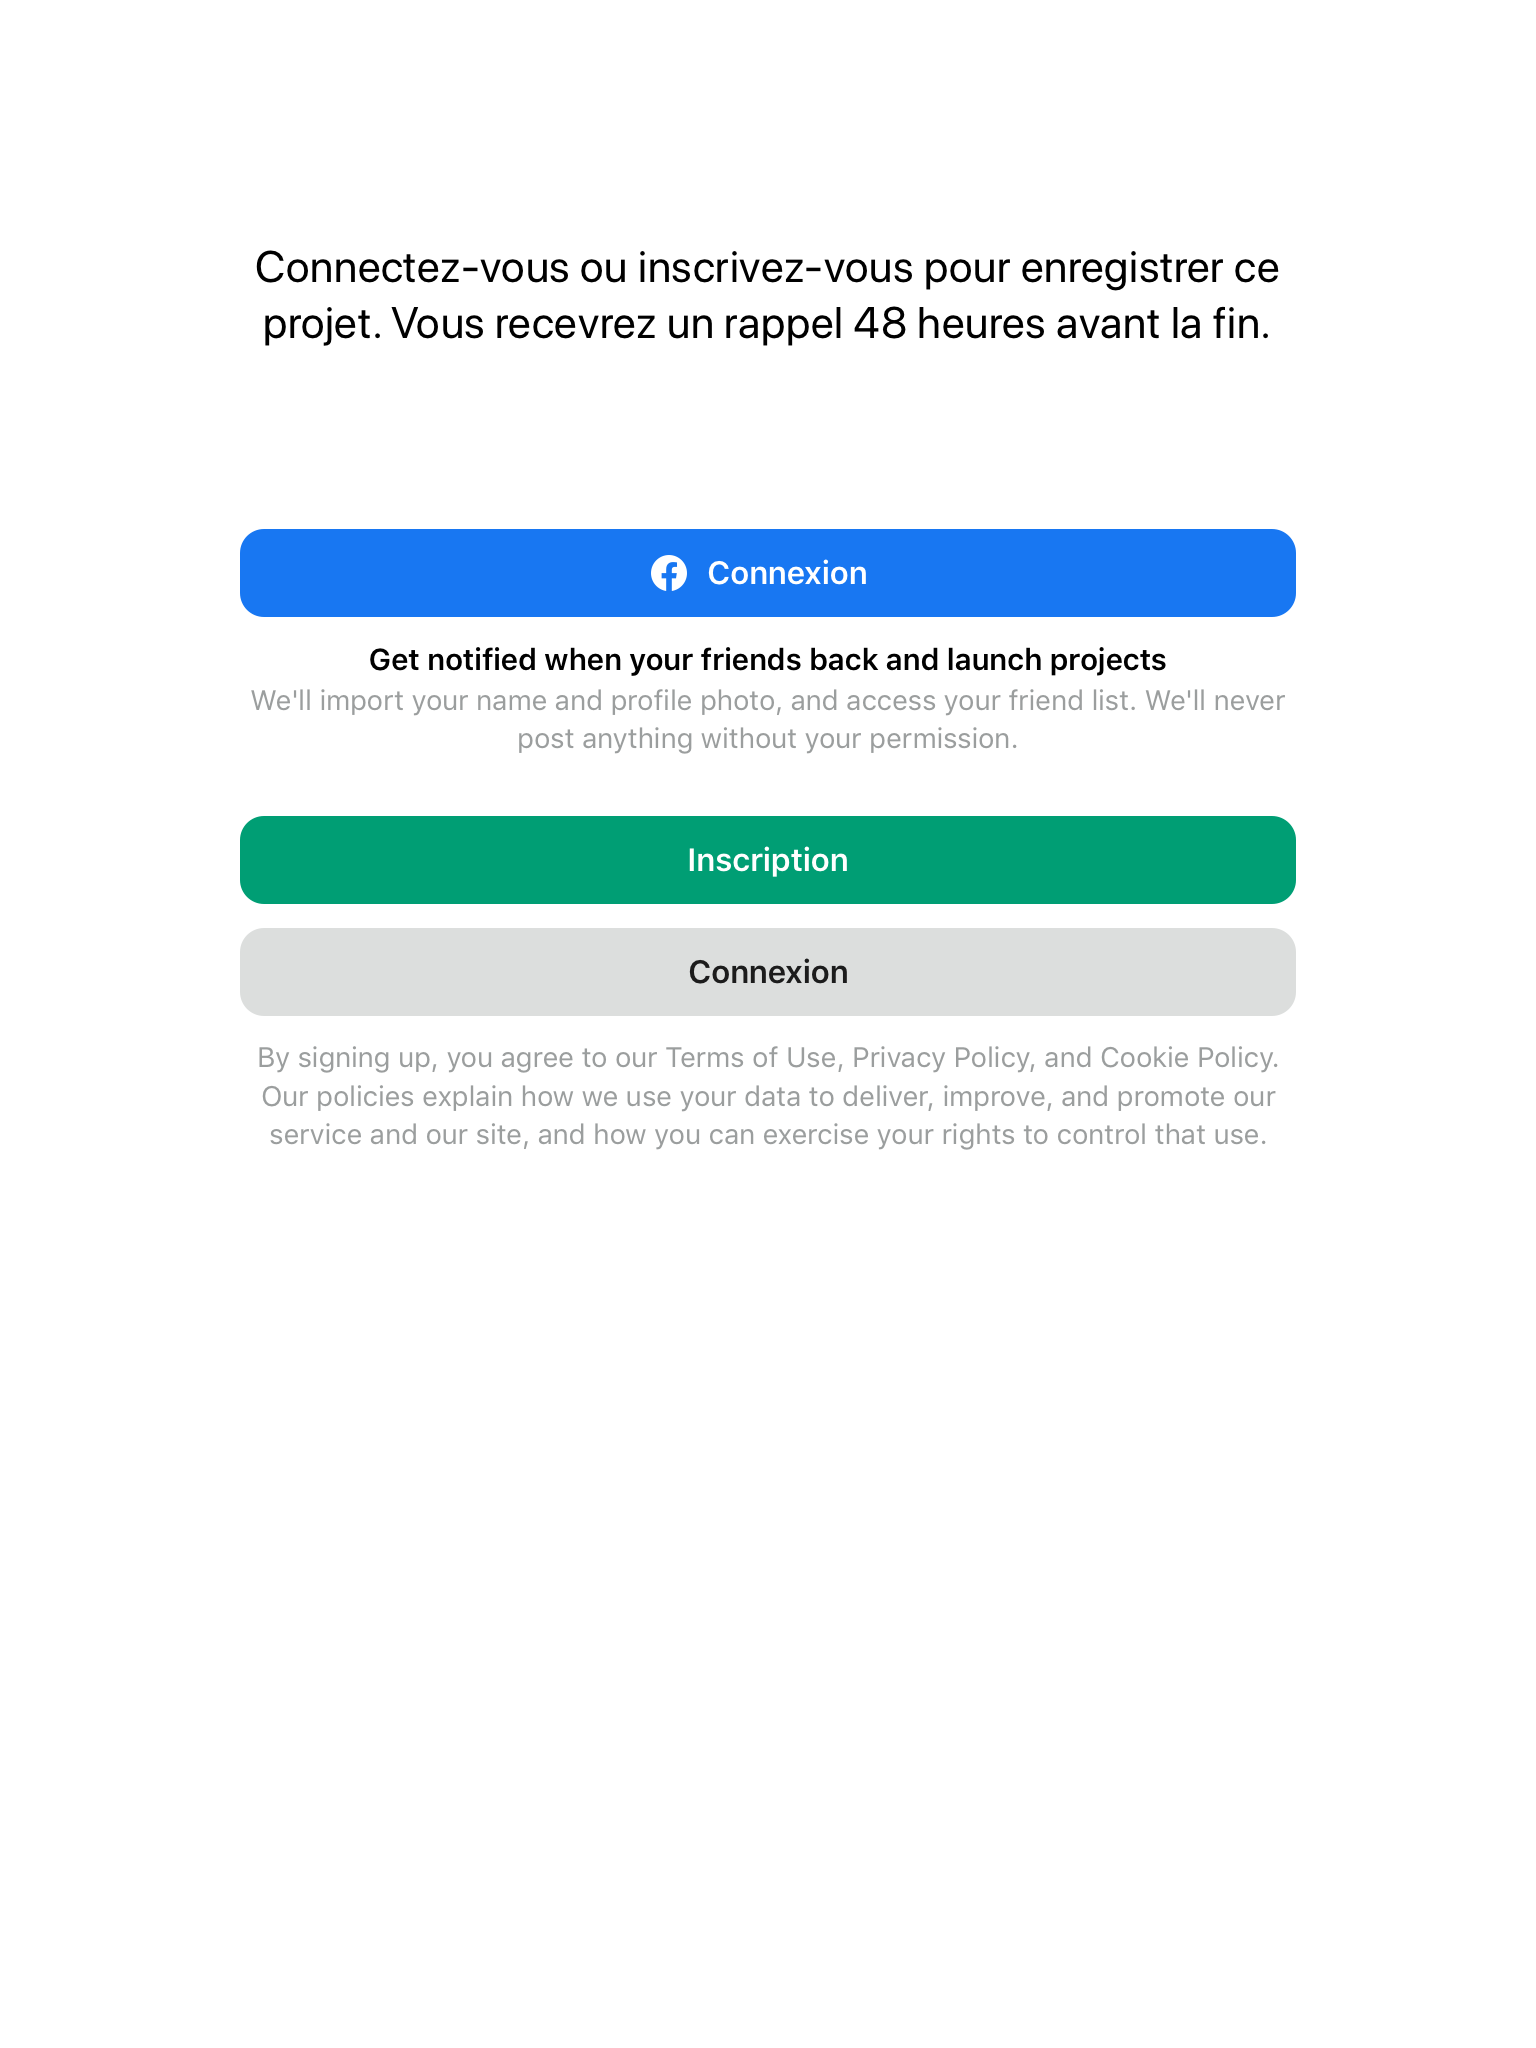 Connectez-vous ou inscrivez-vous pour enregistrer ce
projet. Vous recevrez un rappel 48 heures avant la fin.
Connexion
Get notified when your friends back and launch projects
We'll import your name and profile photo, and access your friend list. We'll never
post anything without your permission.
Inscription
Connexion
By signing up, you agree to our Terms of Use, Privacy Policy, and Cookie Policy.
Our policies explain how we use your data to deliver, improve, and promote our
service and our site, and how you can exercise your rights to control that use.